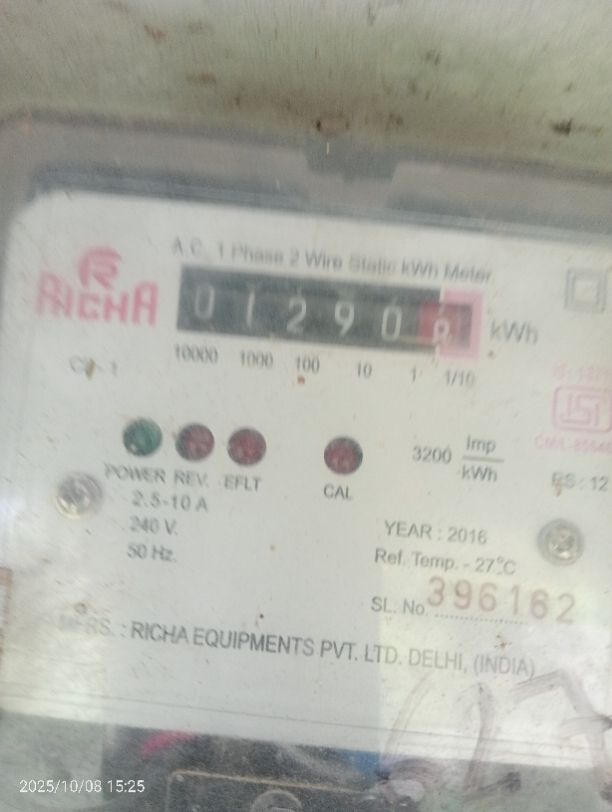 A.C. 1 Phase 2 Wire Static kWh Meter
RICHA
01290
kWh
10000 1000 100 10 1 1/10
3200 Imp/kWh
POWER REV. EFLT
CAL
2.5-10 A
240 V.
50 Hz.
YEAR : 2016
Ref. Temp. - 27°C
SL. No. 396162
MFRS. : RICHA EQUIPMENTS PVT. LTD. DELHI, (INDIA)
2025/10/08 15:25